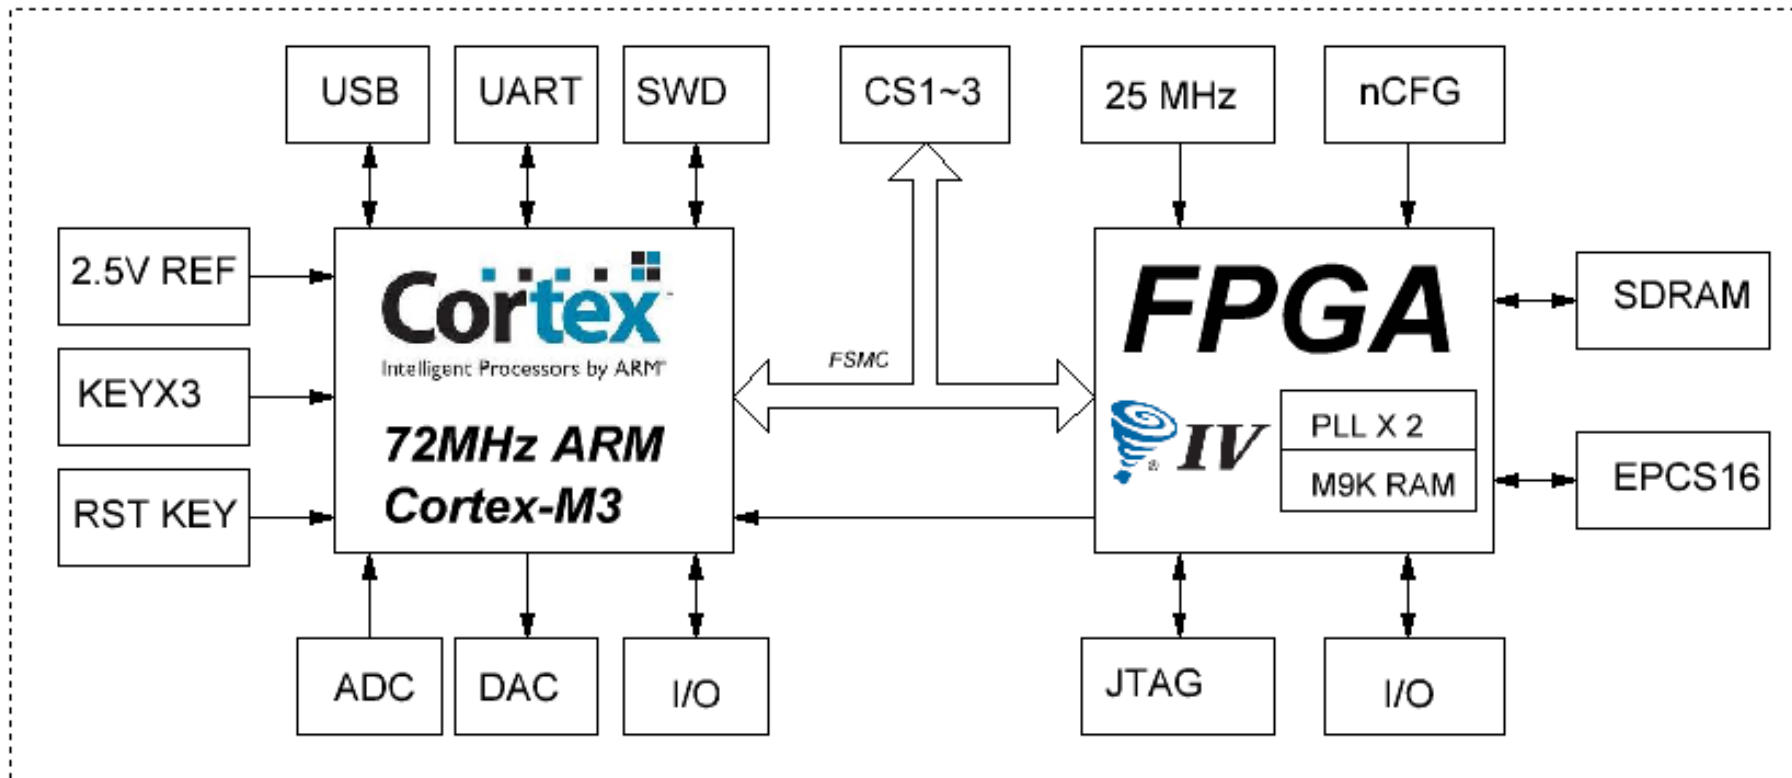 USB
UART
SWD
CS1~3
25 MHz
nCFG
2.5V REF
KEYX3
RST KEY
Cortex™
Intelligent Processors by ARM®
72MHz ARM
Cortex-M3
FSMC
FPGA
® IV
PLL X 2
M9K RAM
SDRAM
EPCS16
ADC
DAC
I/O
JTAG
I/O